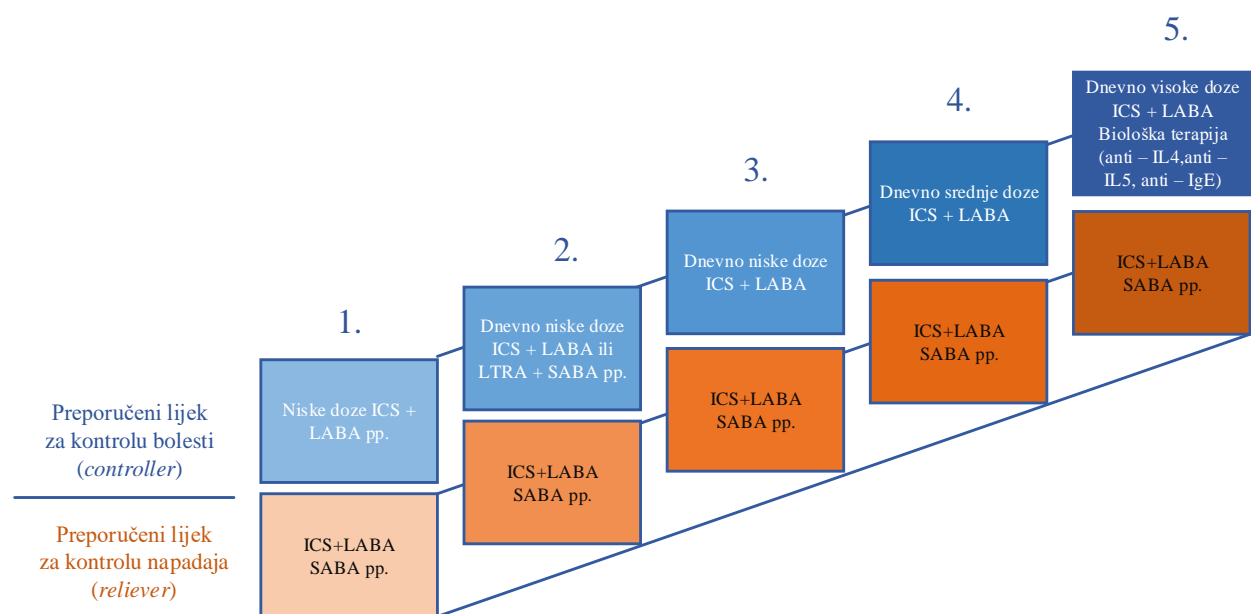 5.
Dnevno visoke doze
ICS + LABA
Biološka terapija
(anti – IL4,anti –
IL5, anti – IgE)
ICS+LABA
SABA pp.
4.
Dnevno srednje doze
ICS + LABA
ICS+LABA
SABA pp.
3.
Dnevno niske doze
ICS + LABA
ICS+LABA
SABA pp.
2.
Dnevno niske doze
ICS + LABA ili
LTRA + SABA pp.
ICS+LABA
SABA pp.
1.
Niske doze ICS +
LABA pp.
ICS+LABA
SABA pp.
Preporučeni lijek
za kontrolu bolesti
(controller)
Preporučeni lijek
za kontrolu napadaja
(reliever)